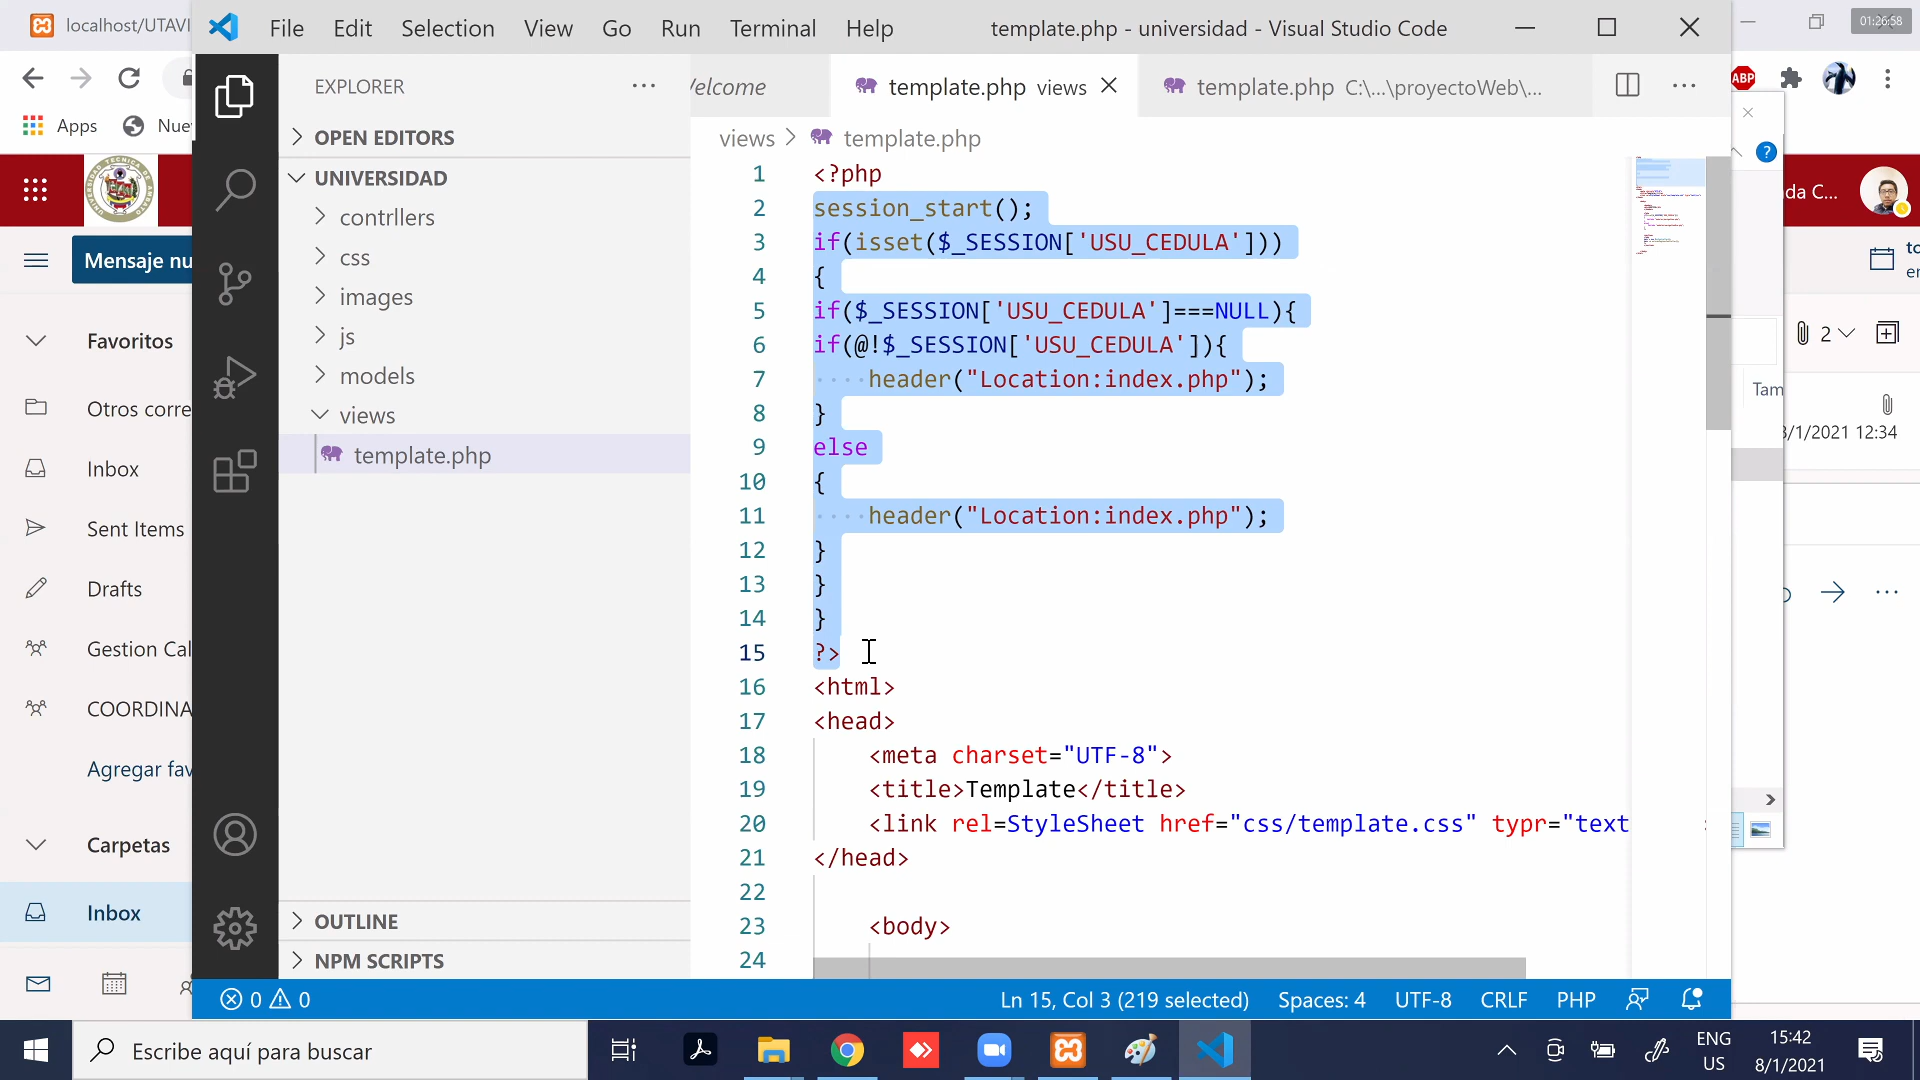 localhost/UTAVI
File Edit Selection View Go Run Terminal Help
template.php - universidad - Visual Studio Code
01:26:58
ABP
Apps
Nue
EXPLORER
OPEN EDITORS
UNIVERSIDAD
contrllers
css
images
js
models
views
template.php
OUTLINE
NPM SCRIPTS
elcome
template.php views
template.php C:\...\proyectoWeb\...
views > template.php
1 <?php
2 session_start();
3 if(isset($_SESSION['USU_CEDULA']))
4 {
5 if($_SESSION['USU_CEDULA']===NULL){
6 if(@!$_SESSION['USU_CEDULA']){
7 ····header("Location:index.php");
8 }
9 else
10 {
11 ····header("Location:index.php");
12 }
13 }
14 }
15 ?>
16 <html>
17 <head>
18 <meta charset="UTF-8">
19 <title>Template</title>
20 <link rel=StyleSheet href="css/template.css" typr="text
21 </head>
22
23 <body>
24
UNIVERSIDAD TECNICA DE AMBATO
Mensaje nu
Favoritos
Otros corre
Inbox
Sent Items
Drafts
Gestion Cal
COORDINA
Agregar fav
Carpetas
Inbox
da C...
to
en
2
Tam
8/1/2021 12:34
0 0
Ln 15, Col 3 (219 selected)
Spaces: 4
UTF-8
CRLF
PHP
Escribe aquí para buscar
ENG
US
15:42
8/1/2021